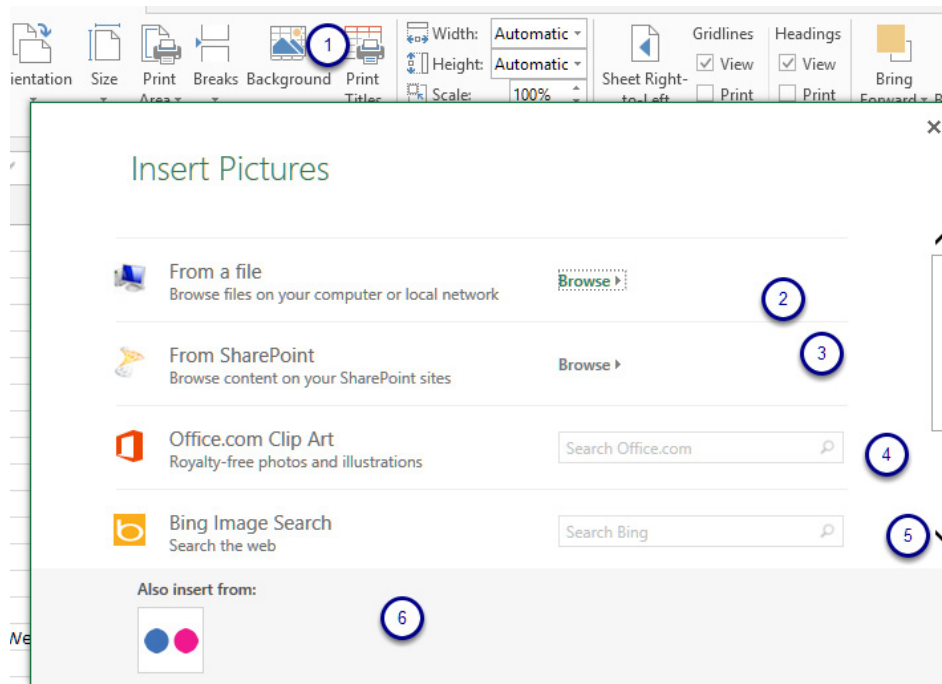 1
Width: Automatic
Gridlines Headings
Height: Automatic
View View
ientation Size Print Breaks Background Print
Sheet Right- Bring
Area Titles
Scale: 100%
to-Left
Print Print
Forward
Insert Pictures
From a file
Browse
Browse files on your computer or local network
2
From SharePoint
3
Browse content on your SharePoint sites
Browse
Office.com Clip Art
Search Office.com
4
Royalty-free photos and illustrations
Bing Image Search
Search Bing
5
Search the web
Also insert from:
6
We